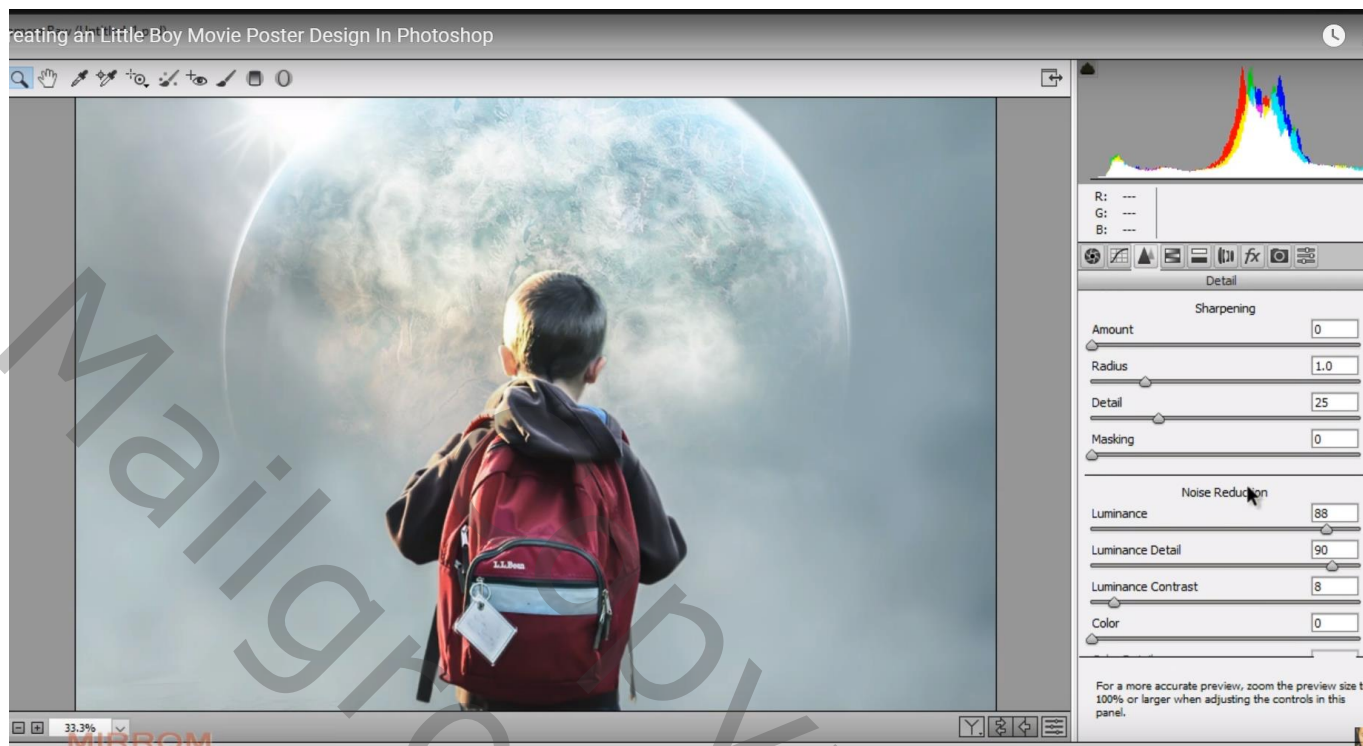 reating an Little Boy Movie Poster Design In Photoshop
R: ---
G: ---
B: ---
fx
Detail
Sharpening
Amount 0
Radius 1.0
Detail 25
Masking 0
Noise Reduction
Luminance 88
Luminance Detail 90
Luminance Contrast 8
Color 0
For a more accurate preview, zoom the preview size t
100% or larger when adjusting the controls in this
panel.
L.L.Bean
33.3%
Y
MIRROM